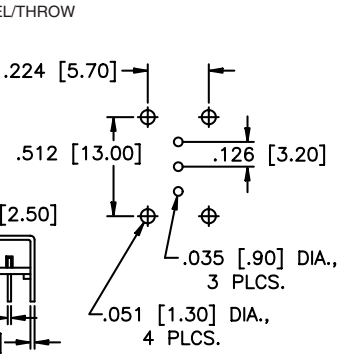 EL/THROW
.224 [5.70]
.512 [13.00]
.126 [3.20]
[2.50]
.035 [.90] DIA.,
3 PLCS.
.051 [1.30] DIA.,
4 PLCS.
]